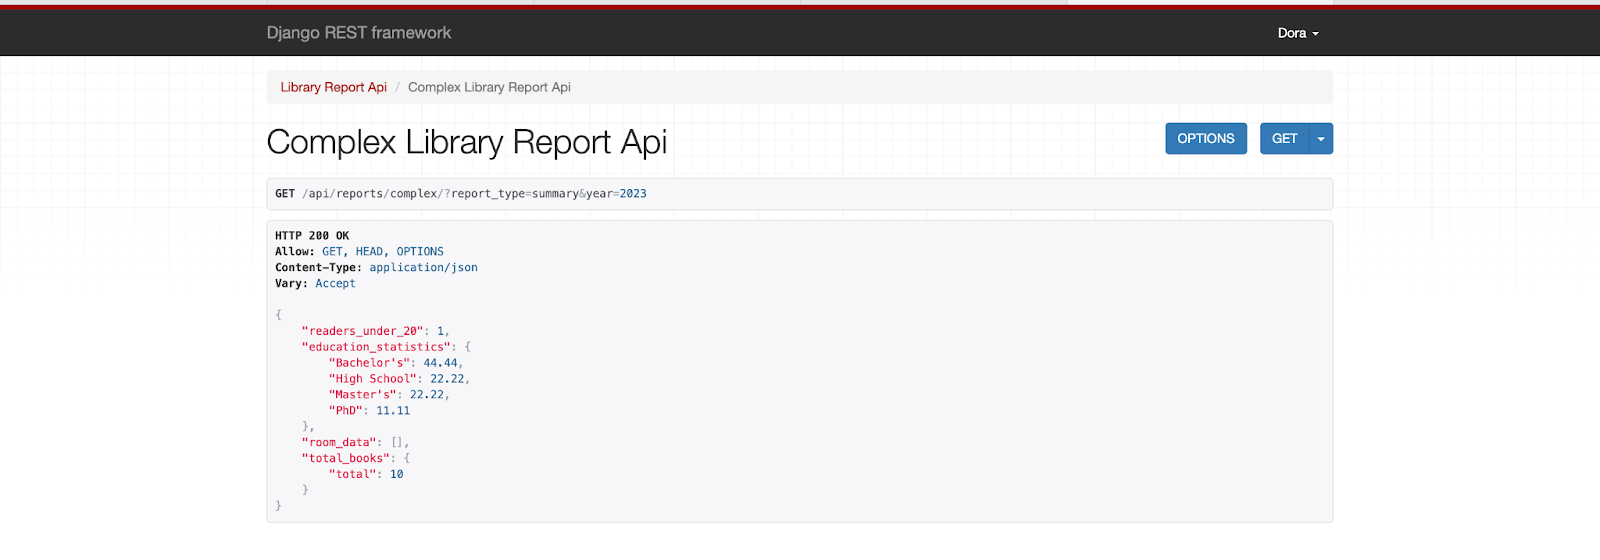 Django REST framework
Dora
Library Report Api / Complex Library Report Api
Complex Library Report Api
OPTIONS
GET
GET /api/reports/complex/?report_type=summary&year=2023
HTTP 200 OK
Allow: GET, HEAD, OPTIONS
Content-Type: application/json
Vary: Accept
{
    "readers_under_20": 1,
    "education_statistics": {
        "Bachelor's": 44.44,
        "High School": 22.22,
        "Master's": 22.22,
        "PhD": 11.11
    },
    "room_data": [],
    "total_books": {
        "total": 10
    }
}